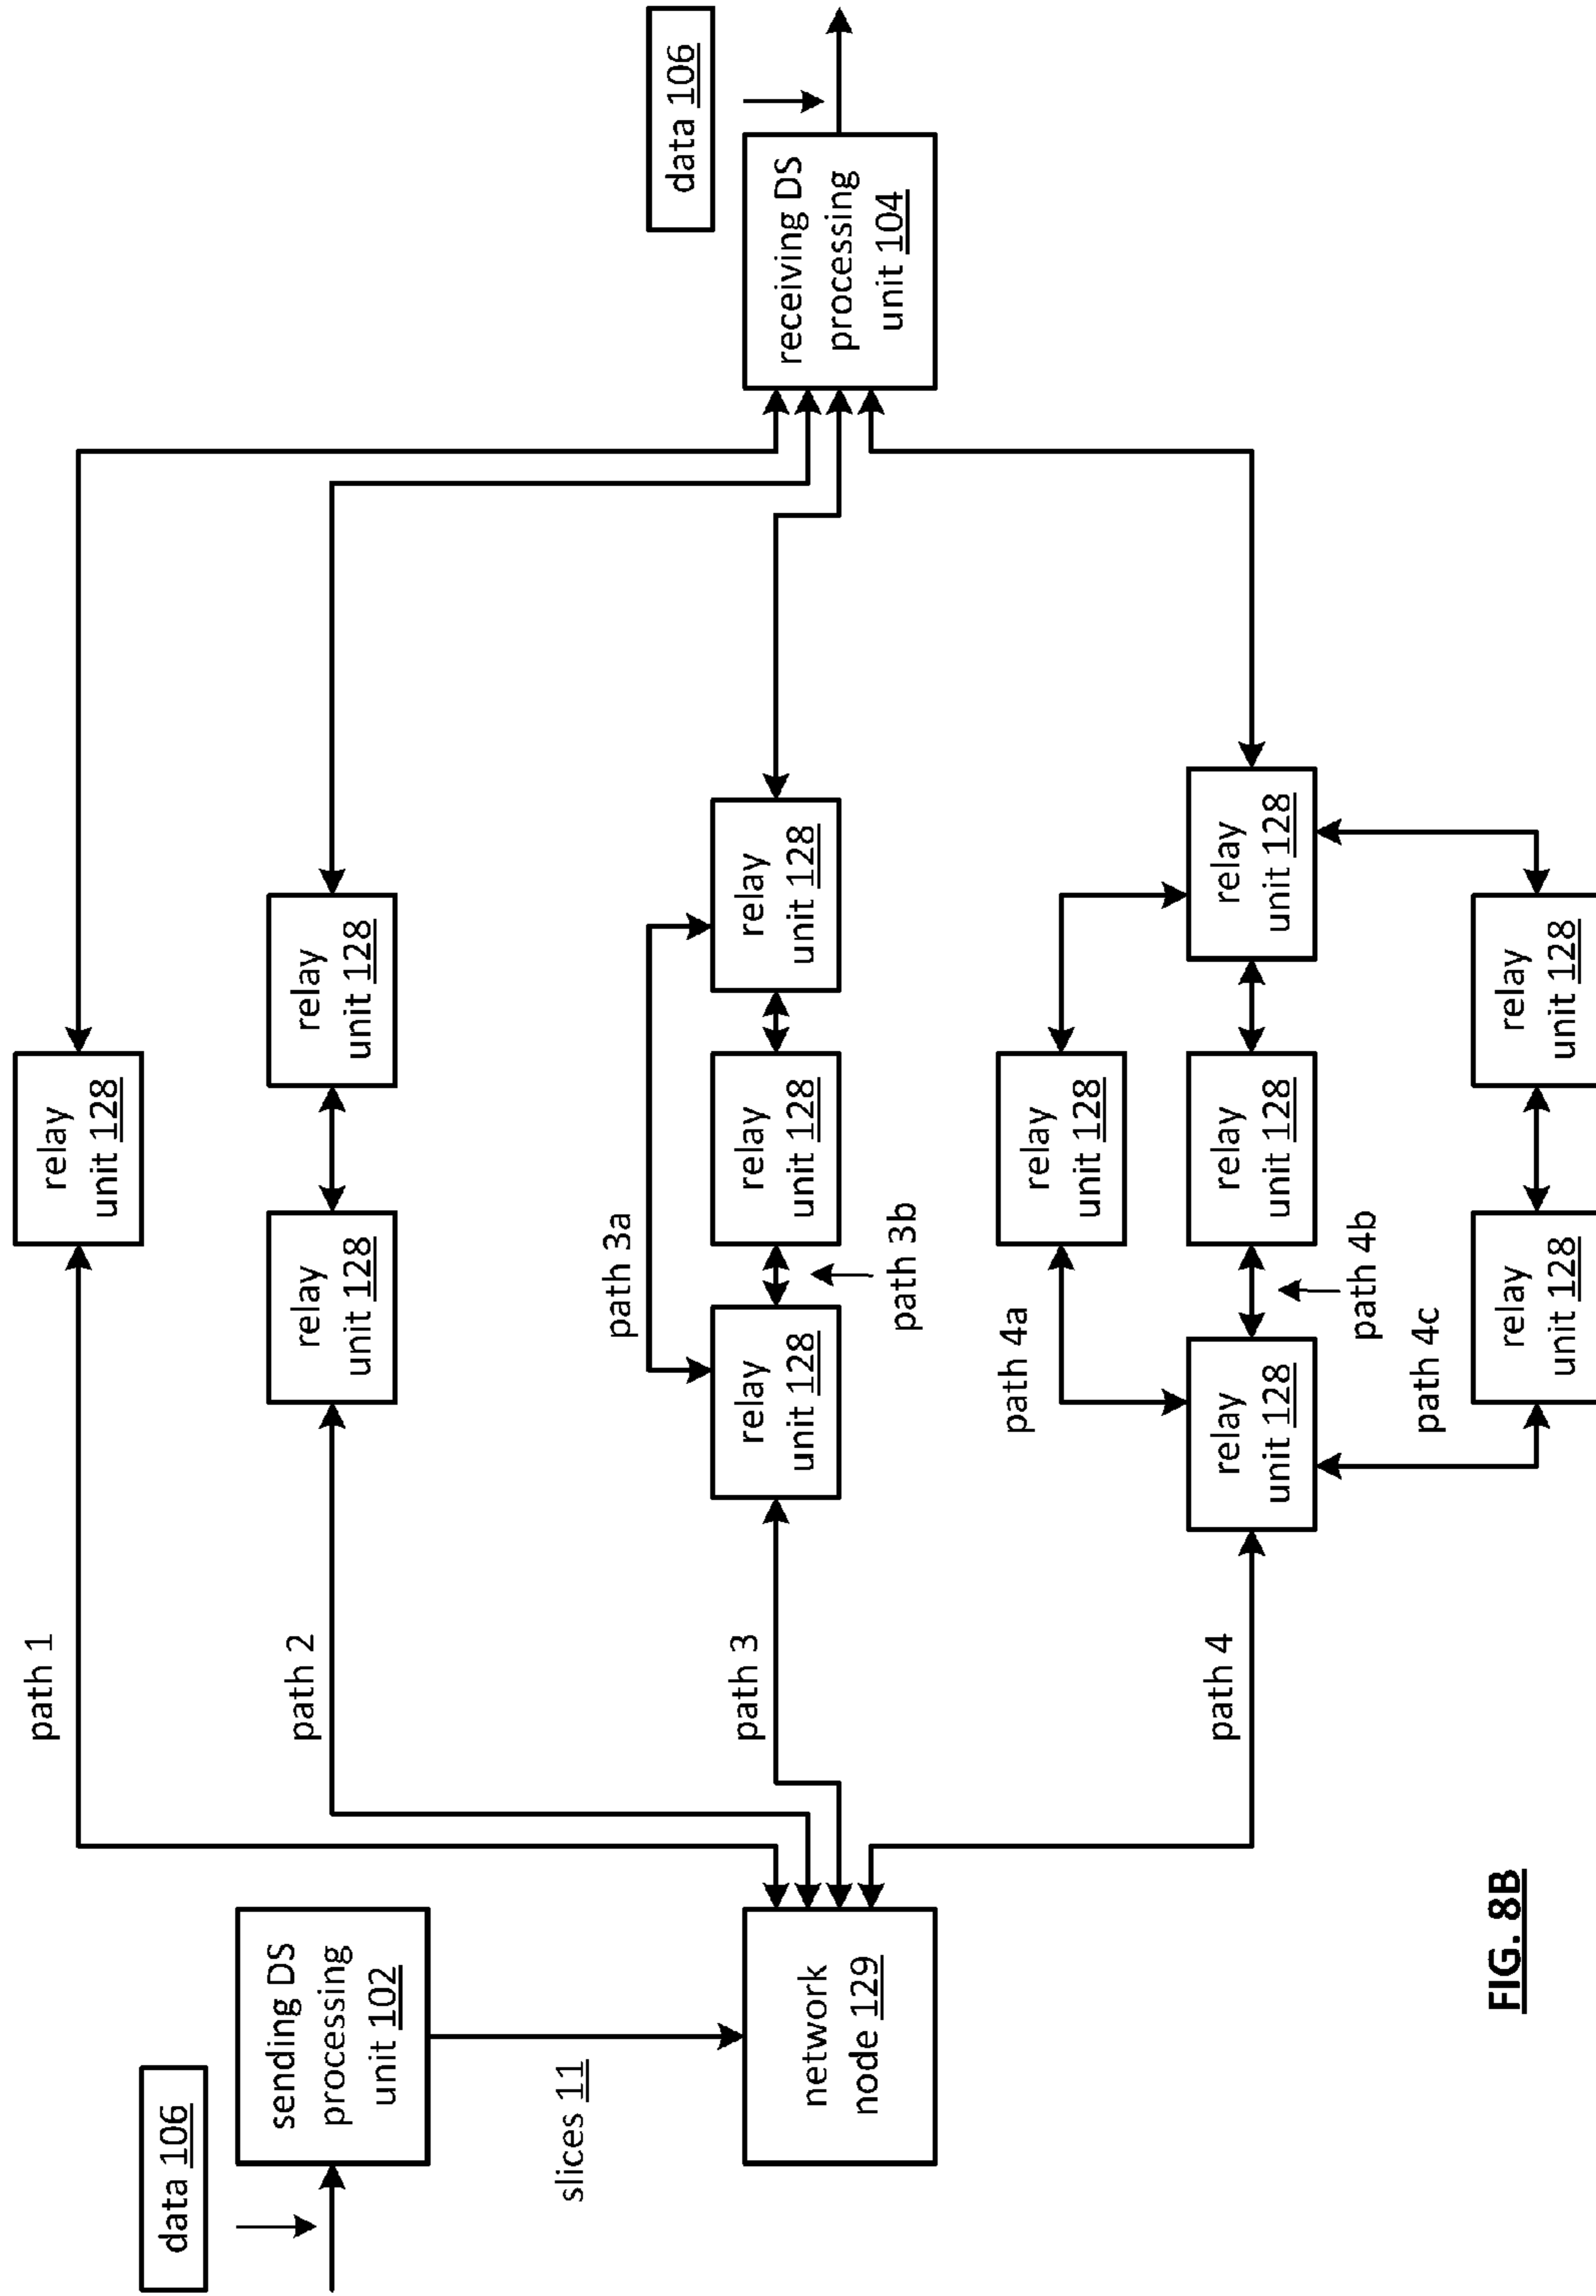 data 106
sending DS
processing
unit 102
slices 11
network
node 129
path 1
relay
unit 128
path 2
relay
unit 128
relay
unit 128
path 3
relay
unit 128
path 3a
path 3b
relay
unit 128
relay
unit 128
path 4
relay
unit 128
path 4a
path 4b
path 4c
relay
unit 128
relay
unit 128
relay
unit 128
relay
unit 128
relay
unit 128
data 106
receiving DS
processing
unit 104
FIG. 8B